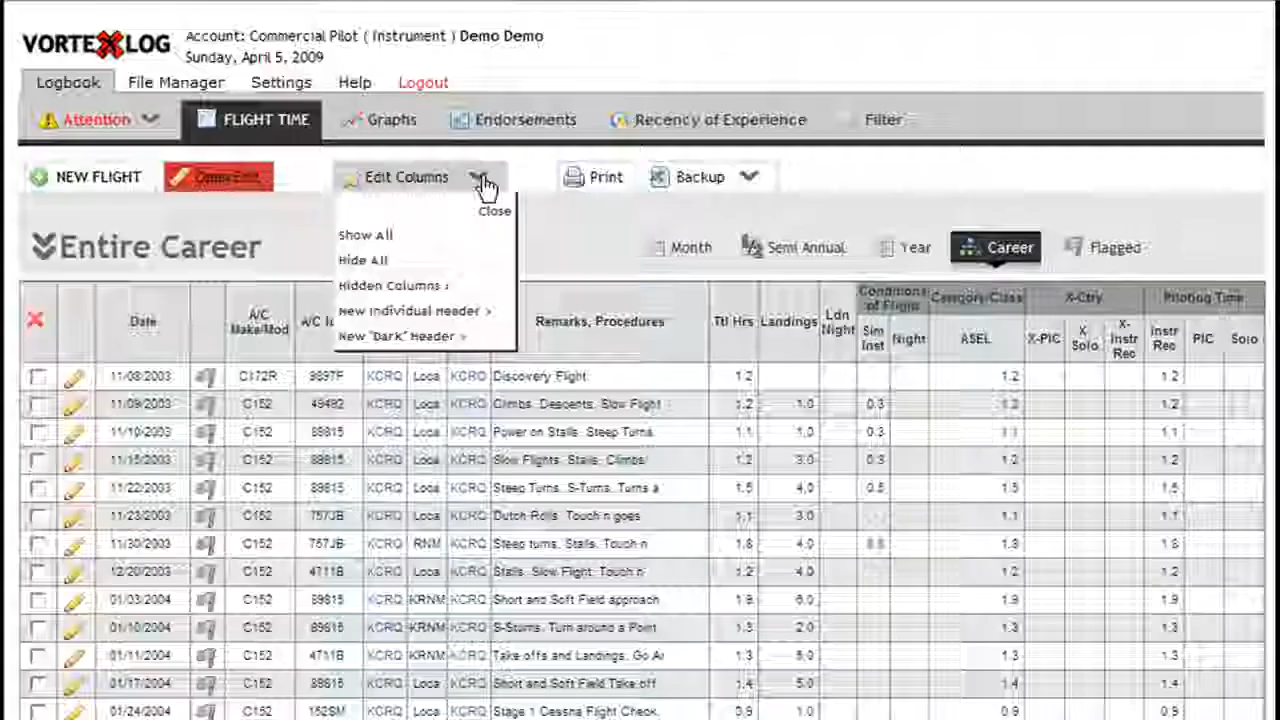 VORTEXLOG
Account: Commercial Pilot ( Instrument ) Demo Demo
Sunday, April 5, 2009
Logbook File Manager Settings Help Logout
Attention FLIGHT TIME Graphs Endorsements Recency of Experience Filter
NEW FLIGHT Edit Columns Print Backup
Close
Show All
Hide All
Hidden Columns ›
New Individual Header ›
New "Dark" Header ›
Entire Career Month Semi Annual Year Career Flagged
Date A/C Make/Mod A/C Remarks, Procedures Ttl Hrs Landings Ldn Night Conditions of Flight Sim Inst Night Category/Class ASEL X-Ctry X-PIC X Solo X-Instr Rec Piloting Time Instr Rec PIC Solo
11/08/2003 C172R 9897F KCRQ Loca KCRQ Discovery Flight 1.2 1.2 1.2
11/09/2003 C152 KCRQ Loca KCRQ Climbs. Descents. Slow Flight 1.2 1.0 0.3 1.2
11/10/2003 C152 KCRQ Loca KCRQ Power on Stalls. Steep Turns. 1.1 1.0 0.3 1.1 1.1
11/15/2003 C152 KCRQ Loca KCRQ Slow Flights. Stalls. Climbs/ 1.2 3.0 0.3 1.2 1.2
11/22/2003 C152 KCRQ Loca KCRQ Steep Turns. S-Turns. Turns a 1.5 4.0 0.5 1.5 1.5
11/23/2003 C152 757JB KCRQ Loca KCRQ Dutch Rolls. Touch n goes 1.1 3.0 1.1 1.1
11/30/2003 C152 757JB KCRQ RNM KCRQ Steep turns. Stalls. Touch n 4.0
12/20/2003 C152 4711B KCRQ Loca KCRQ Stalls. Slow Flight. Touch n 1.2 4.0 1.2 1.2
01/03/2004 C152 KCRQ KRNM KCRQ Short and Soft Field approach 1.9 6.0 1.9 1.9
01/10/2004 C152 KCRQ KRNM KCRQ Turn around a Point 1.3 2.0 1.3 1.3
01/11/2004 C152 4711B KCRQ KRNM KCRQ Take offs and Landings. Go Ar 1.3 5.0 1.3 1.3
01/17/2004 C152 KCRQ Loca KCRQ Short and Soft Field Take off 1.4 5.0 1.4 1.4
01/24/2004 C152 152SM KCRQ Loca KCRQ Stage 1 Cessna Flight Check. 0.9 1.0 0.9 0.9